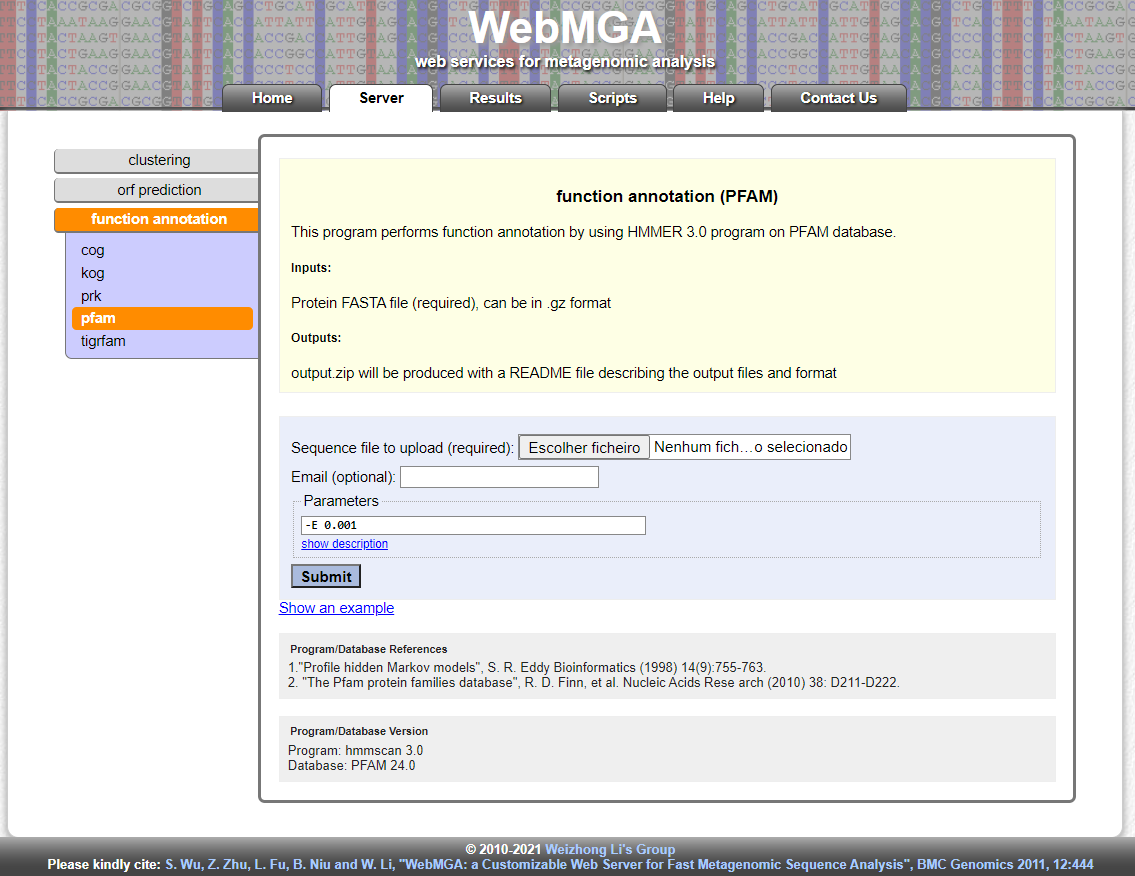 WebMGA
web services for metagenomic analysis
Home
Server
Results
Scripts
Help
Contact Us
clustering
orf prediction
function annotation
cog
kog
prk
pfam
tigrfam
function annotation (PFAM)
This program performs function annotation by using HMMER 3.0 program on PFAM database.
Inputs:
Protein FASTA file (required), can be in .gz format
Outputs:
output.zip will be produced with a README file describing the output files and format
Sequence file to upload (required): Escolher ficheiro Nenhum fich…o selecionado
Email (optional):
Parameters
-E 0.001
show description
Submit
Show an example
Program/Database References
1."Profile hidden Markov models", S. R. Eddy Bioinformatics (1998) 14(9):755-763.
2. "The Pfam protein families database", R. D. Finn, et al. Nucleic Acids Rese arch (2010) 38: D211-D222.
Program/Database Version
Program: hmmscan 3.0
Database: PFAM 24.0
© 2010-2021 Weizhong Li's Group
Please kindly cite: S. Wu, Z. Zhu, L. Fu, B. Niu and W. Li, "WebMGA: a Customizable Web Server for Fast Metagenomic Sequence Analysis", BMC Genomics 2011, 12:444